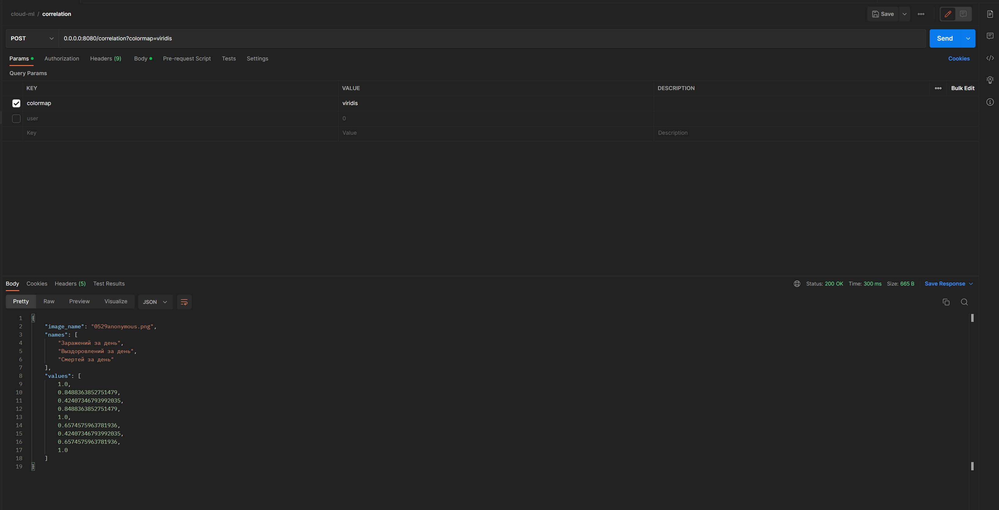 cloud-ml / correlation
Save
POST 0.0.0.0:8080/correlation?colormap=viridis Send
Params Authorization Headers (9) Body Pre-request Script Tests Settings Cookies
Query Params
KEY VALUE DESCRIPTION Bulk Edit
colormap viridis
user 0
Key Value Description
Body Cookies Headers (5) Test Results Status: 200 OK Time: 300 ms Size: 665 B Save Response
Pretty Raw Preview Visualize JSON
1 {
2 "image_name": "0529anonymous.png",
3 "names": [
4 "Заражений за день",
5 "Выздоровлений за день",
6 "Смертей за день"
7 ],
8 "values": [
9 1.0,
10 0.8488363852751479,
11 0.42407346793992035,
12 0.8488363852751479,
13 1.0,
14 0.6574575963781936,
15 0.42407346793992035,
16 0.6574575963781936,
17 1.0
18 ]
19 }